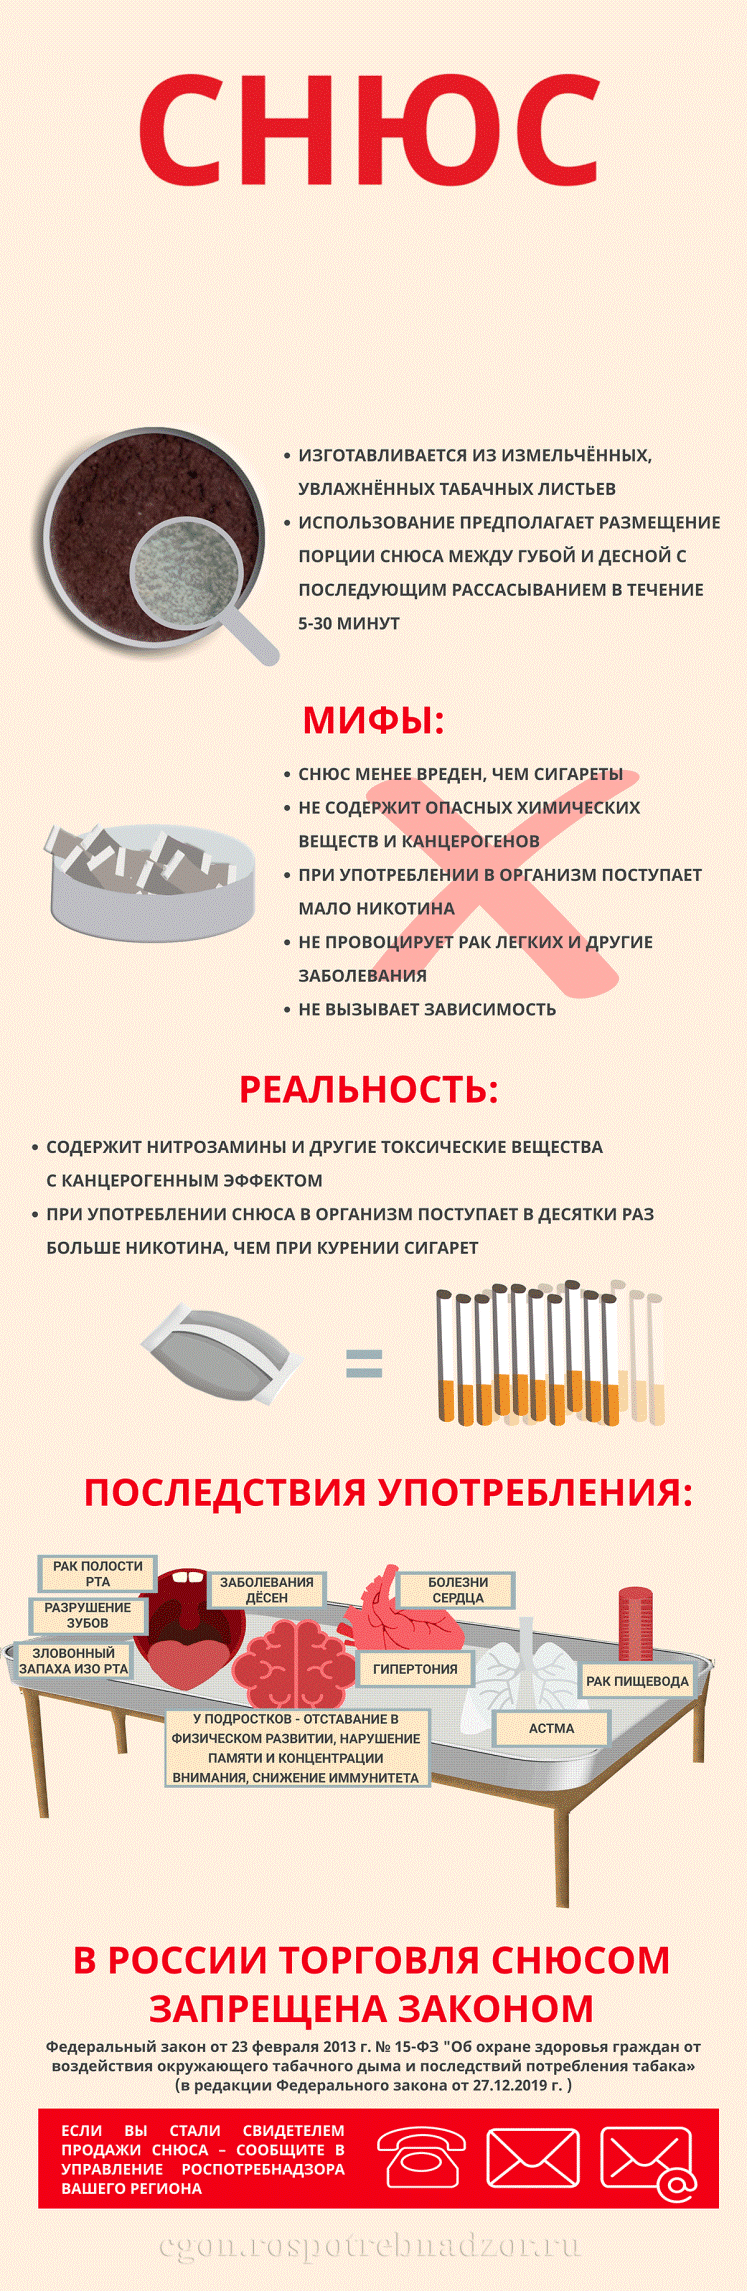 СНЮС
• ИЗГОТАВЛИВАЕТСЯ ИЗ ИЗМЕЛЬЧЁННЫХ,
УВЛАЖНЁННЫХ ТАБАЧНЫХ ЛИСТЬЕВ
• ИСПОЛЬЗОВАНИЕ ПРЕДПОЛАГАЕТ РАЗМЕЩЕНИЕ
ПОРЦИИ СНЮСА МЕЖДУ ГУБОЙ И ДЕСНОЙ С
ПОСЛЕДУЮЩИМ РАССАСЫВАНИЕМ В ТЕЧЕНИЕ
5-30 МИНУТ
МИФЫ:
• СНЮС МЕНЕЕ ВРЕДЕН, ЧЕМ СИГАРЕТЫ
• НЕ СОДЕРЖИТ ОПАСНЫХ ХИМИЧЕСКИХ
ВЕЩЕСТВ И КАНЦЕРОГЕНОВ
• ПРИ УПОТРЕБЛЕНИИ В ОРГАНИЗМ ПОСТУПАЕТ
МАЛО НИКОТИНА
• НЕ ПРОВОЦИРУЕТ РАК ЛЕГКИХ И ДРУГИЕ
ЗАБОЛЕВАНИЯ
• НЕ ВЫЗЫВАЕТ ЗАВИСИМОСТЬ
РЕАЛЬНОСТЬ:
• СОДЕРЖИТ НИТРОЗАМИНЫ И ДРУГИЕ ТОКСИЧЕСКИЕ ВЕЩЕСТВА
С КАНЦЕРОГЕННЫМ ЭФФЕКТОМ
• ПРИ УПОТРЕБЛЕНИИ СНЮСА В ОРГАНИЗМ ПОСТУПАЕТ В ДЕСЯТКИ РАЗ
БОЛЬШЕ НИКОТИНА, ЧЕМ ПРИ КУРЕНИИ СИГАРЕТ
=
ПОСЛЕДСТВИЯ УПОТРЕБЛЕНИЯ:
РАК ПОЛОСТИ
РТА
РАЗРУШЕНИЕ
ЗУБОВ
ЗЛОВОННЫЙ
ЗАПАХА ИЗО РТА
ЗАБОЛЕВАНИЯ
ДЁСЕН
БОЛЕЗНИ
СЕРДЦА
ГИПЕРТОНИЯ
РАК ПИЩЕВОДА
АСТМА
У ПОДРОСТКОВ - ОТСТАВАНИЕ В
ФИЗИЧЕСКОМ РАЗВИТИИ, НАРУШЕНИЕ
ПАМЯТИ И КОНЦЕНТРАЦИИ
ВНИМАНИЯ, СНИЖЕНИЕ ИММУНИТЕТА
В РОССИИ ТОРГОВЛЯ СНЮСОМ
ЗАПРЕЩЕНА ЗАКОНОМ
Федеральный закон от 23 февраля 2013 г. № 15-ФЗ "Об охране здоровья граждан от
воздействия окружающего табачного дыма и последствий потребления табака»
(в редакции Федерального закона от 27.12.2019 г. )
ЕСЛИ ВЫ СТАЛИ СВИДЕТЕЛЕМ
ПРОДАЖИ СНЮСА – СООБЩИТЕ В
УПРАВЛЕНИЕ РОСПОТРЕБНАДЗОРА
ВАШЕГО РЕГИОНА
@
cgon.rospotrebnadzor.ru